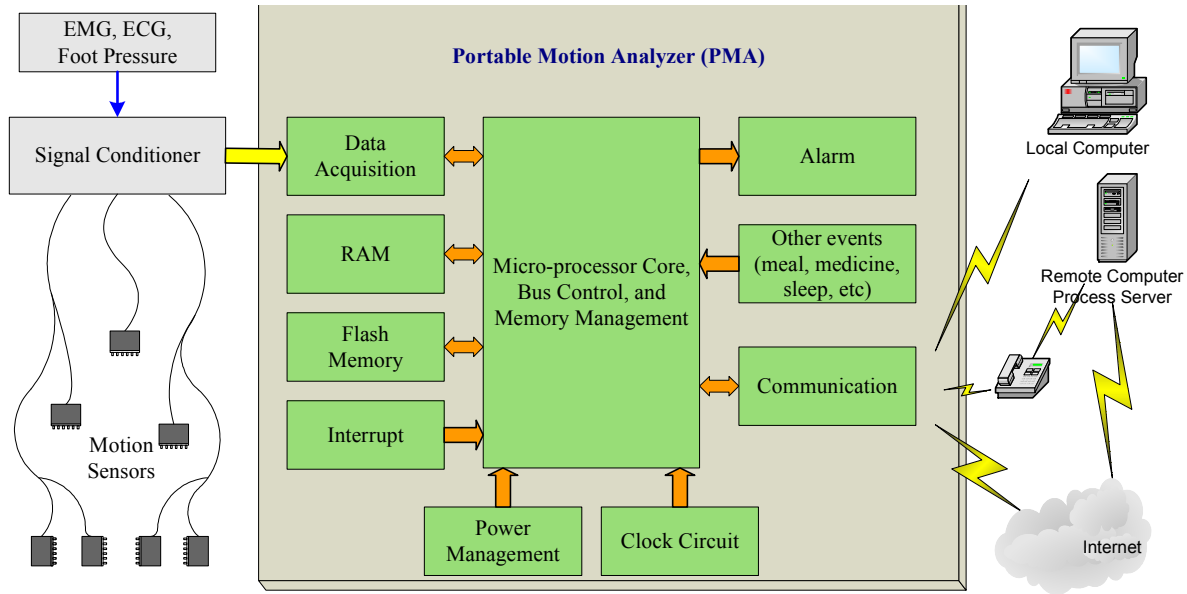 EMG, ECG,
Foot Pressure
Signal Conditioner
Motion
Sensors
Portable Motion Analyzer (PMA)
Data
Acquisition
RAM
Flash
Memory
Interrupt
Micro-processor Core,
Bus Control, and
Memory Management
Power
Management
Clock Circuit
Alarm
Other events
(meal, medicine,
sleep, etc)
Communication
Local Computer
Remote Computer
Process Server
Internet